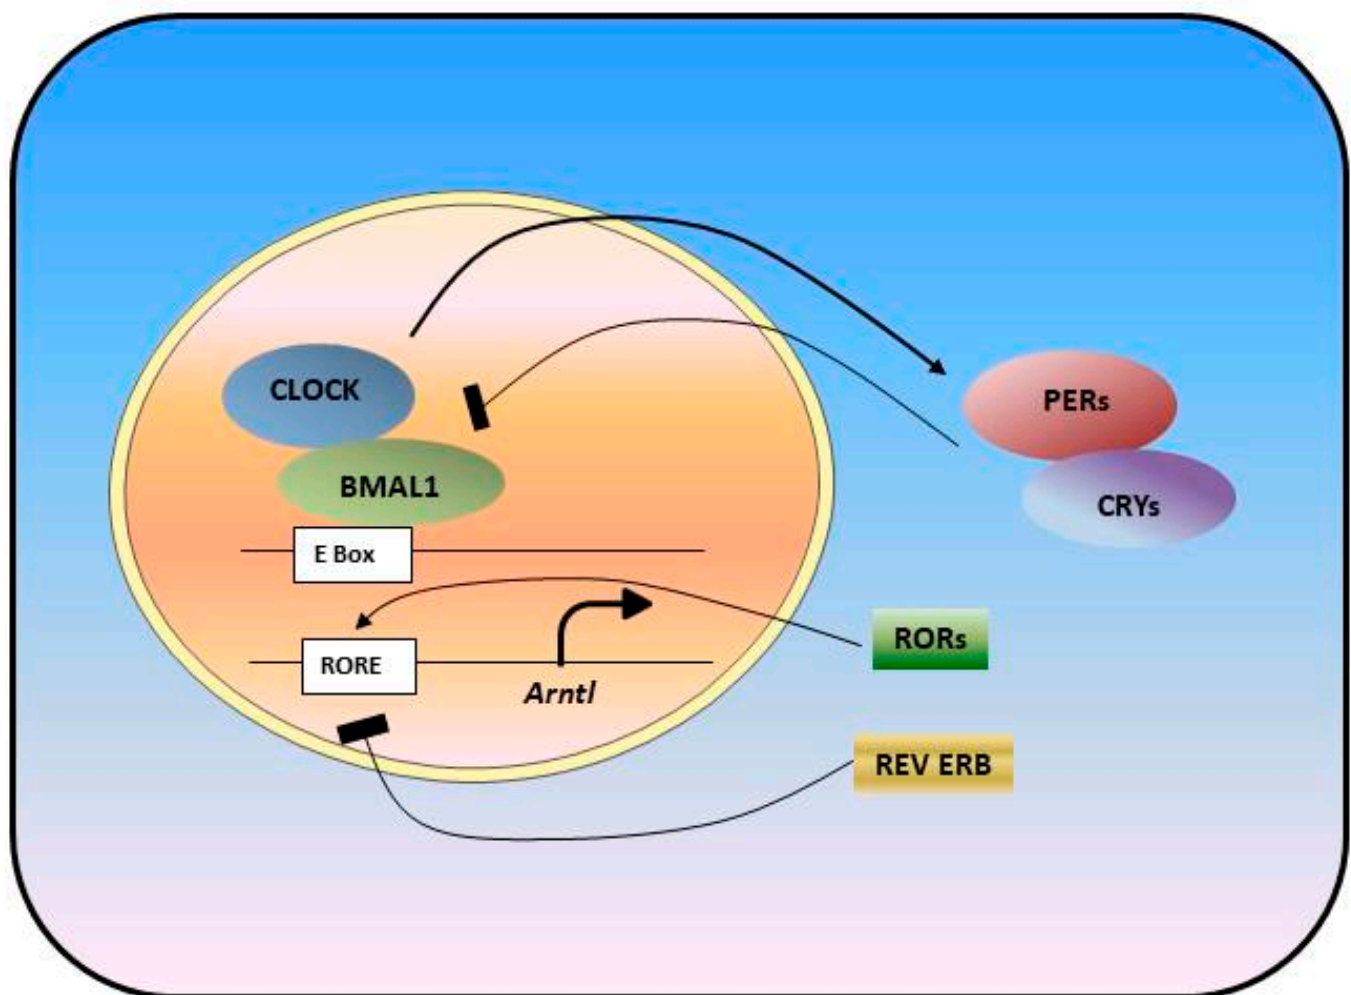 CLOCK
PERs
BMAL1
CRYs
E Box
RORs
RORE
Arntl
REV ERB